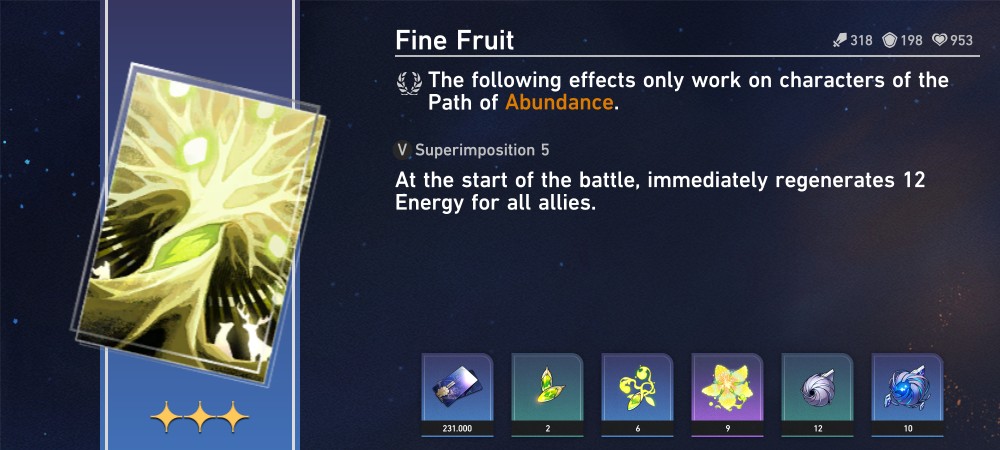 Fine Fruit
318 198 953
The following effects only work on characters of the
Path of Abundance.
V Superimposition 5
At the start of the battle, immediately regenerates 12
Energy for all allies.
231.000 2 6 9 12 10